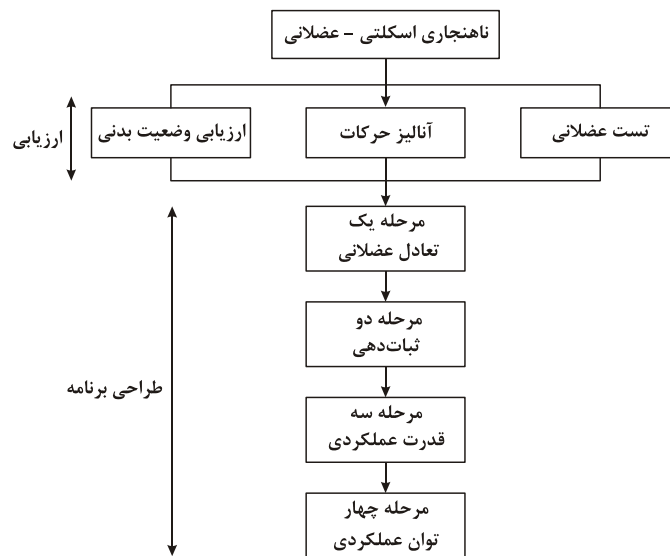 ناهنجاری اسکلتی - عضلانی
تست عضلانی
آنالیز حرکات
ارزیابی وضعیت بدنی
ارزیابی
مرحله یک
تعادل عضلانی
مرحله دو
ثبات‌دهی
طراحی برنامه
مرحله سه
قدرت عملکردی
مرحله چهار
توان عملکردی